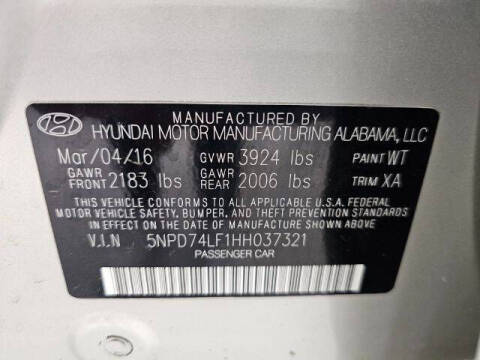 MANUFACTURED BY
HYUNDAI MOTOR MANUFACTURING ALABAMA, LLC
Mar/04/16 GVWR 3924 lbs PAINT WT
GAWR FRONT 2183 lbs GAWR REAR 2006 lbs TRIM XA
THIS VEHICLE CONFORMS TO ALL APPLICABLE U.S.A. FEDERAL
MOTOR VEHICLE SAFETY, BUMPER, AND THEFT PREVENTION STANDARDS
IN EFFECT ON THE DATE OF MANUFACTURE SHOWN ABOVE
V.I.N 5NPD74LF1HH037321
PASSENGER CAR